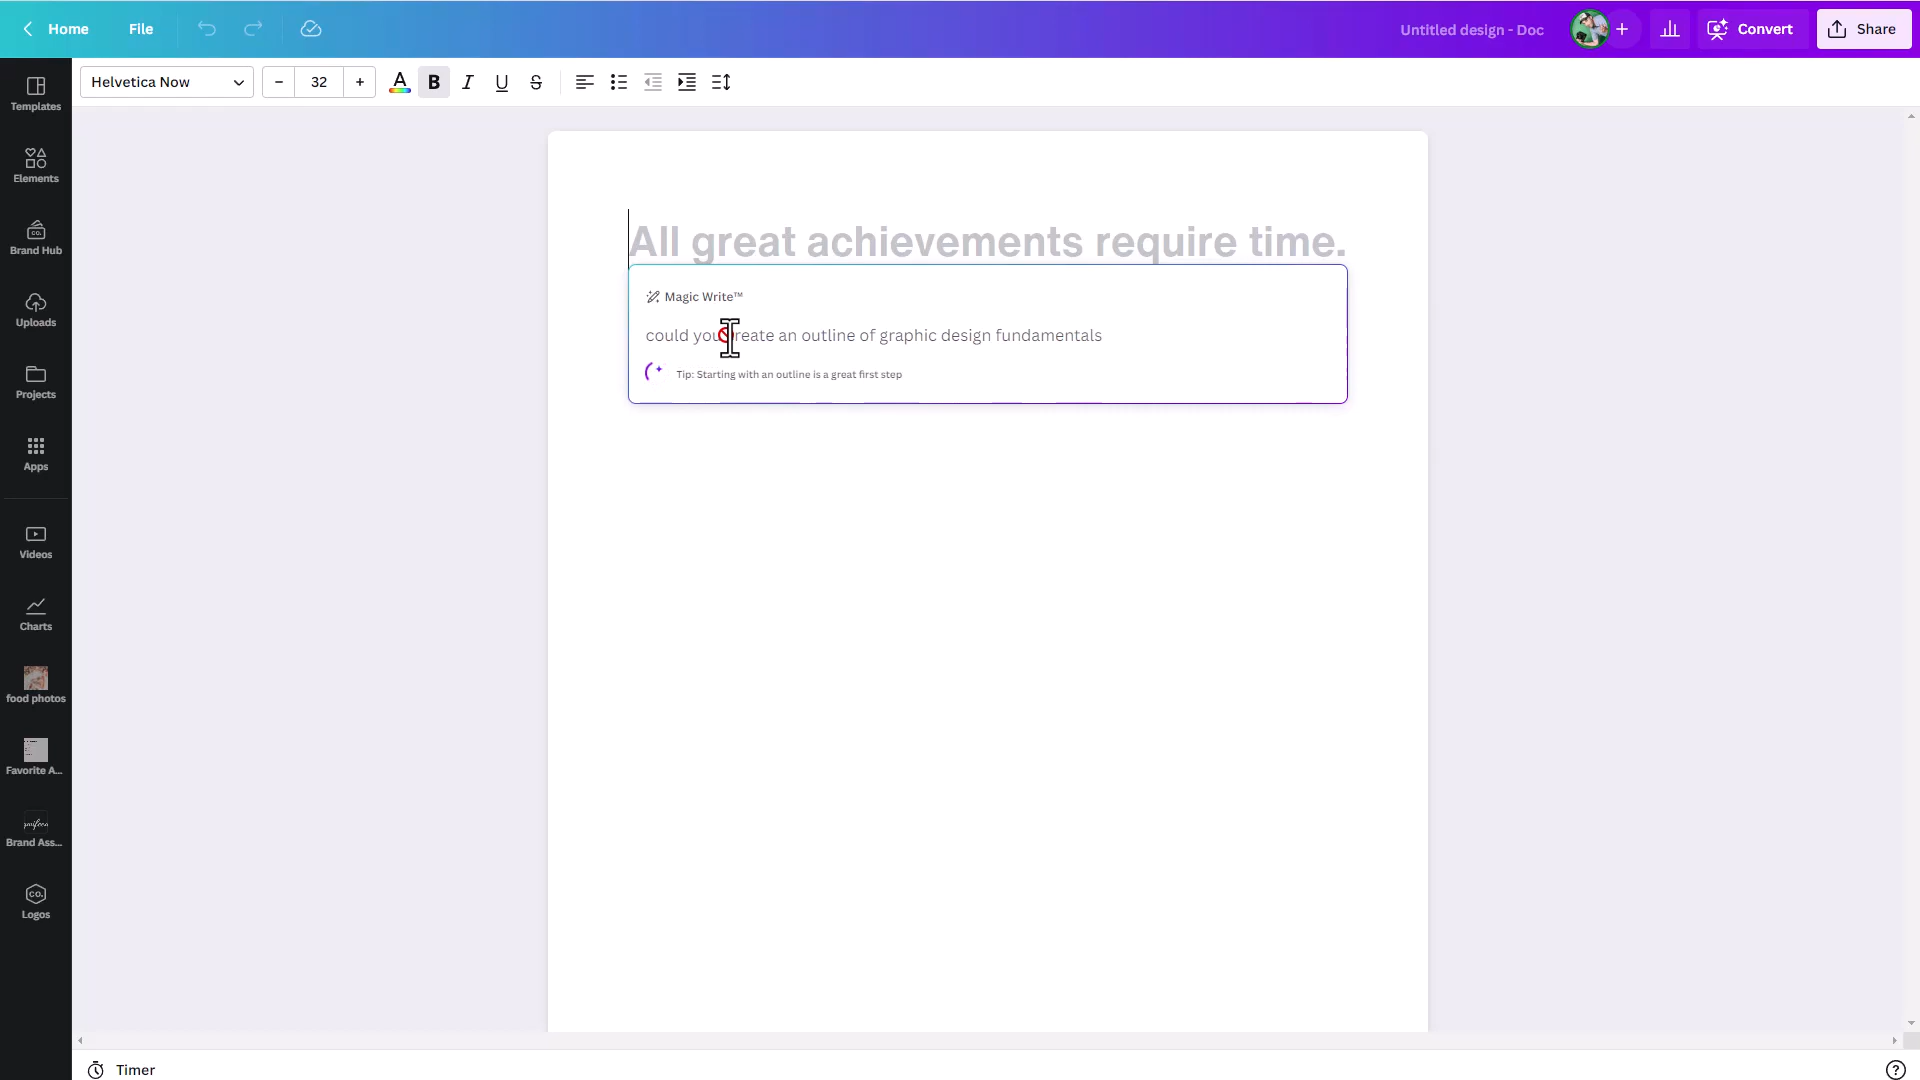 Home
File
Untitled design - Doc
Convert
Share
Helvetica Now
32
Templates
Elements
Brand Hub
Uploads
Projects
Apps
Videos
Charts
food photos
Favorite A...
Brand Ass...
Logos
All great achievements require time.
Magic Write™
could you create an outline of graphic design fundamentals
Tip: Starting with an outline is a great first step
Timer